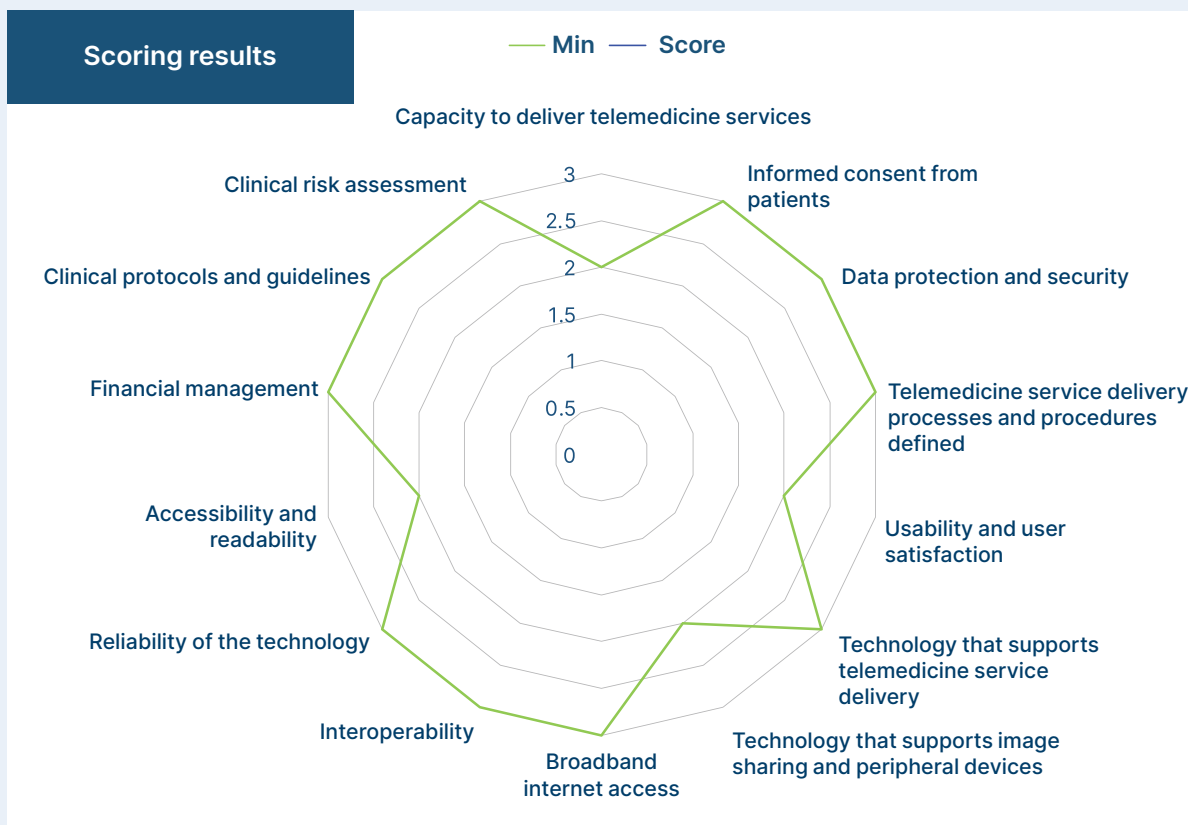 Scoring results
Min
Score
Capacity to deliver telemedicine services
Informed consent from
patients
Data protection and security
Telemedicine service delivery
processes and procedures
defined
Usability and user
satisfaction
Technology that supports
telemedicine service
delivery
Technology that supports image
sharing and peripheral devices
Broadband
internet access
Interoperability
Reliability of the technology
Accessibility and
readability
Financial management
Clinical protocols and guidelines
Clinical risk assessment
3
2.5
2
1.5
1
0.5
0